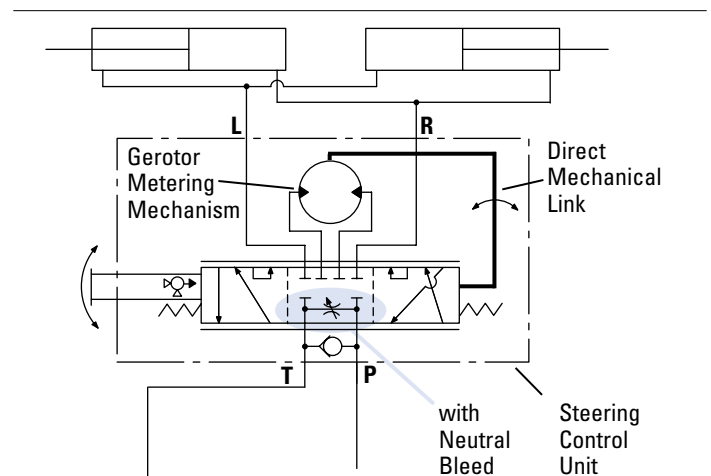 L
R
Gerotor
Metering
Mechanism
Direct
Mechanical
Link
T
P
with
Neutral
Bleed
Steering
Control
Unit